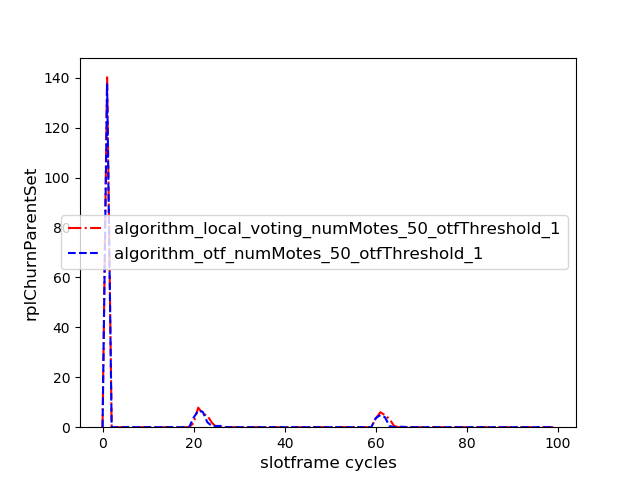 140
120
100
80
60
40
20
0
rplChurnParentSet
algorithm_local_voting_numMotes_50_otfThreshold_1
algorithm_otf_numMotes_50_otfThreshold_1
0 20 40 60 80 100
slotframe cycles